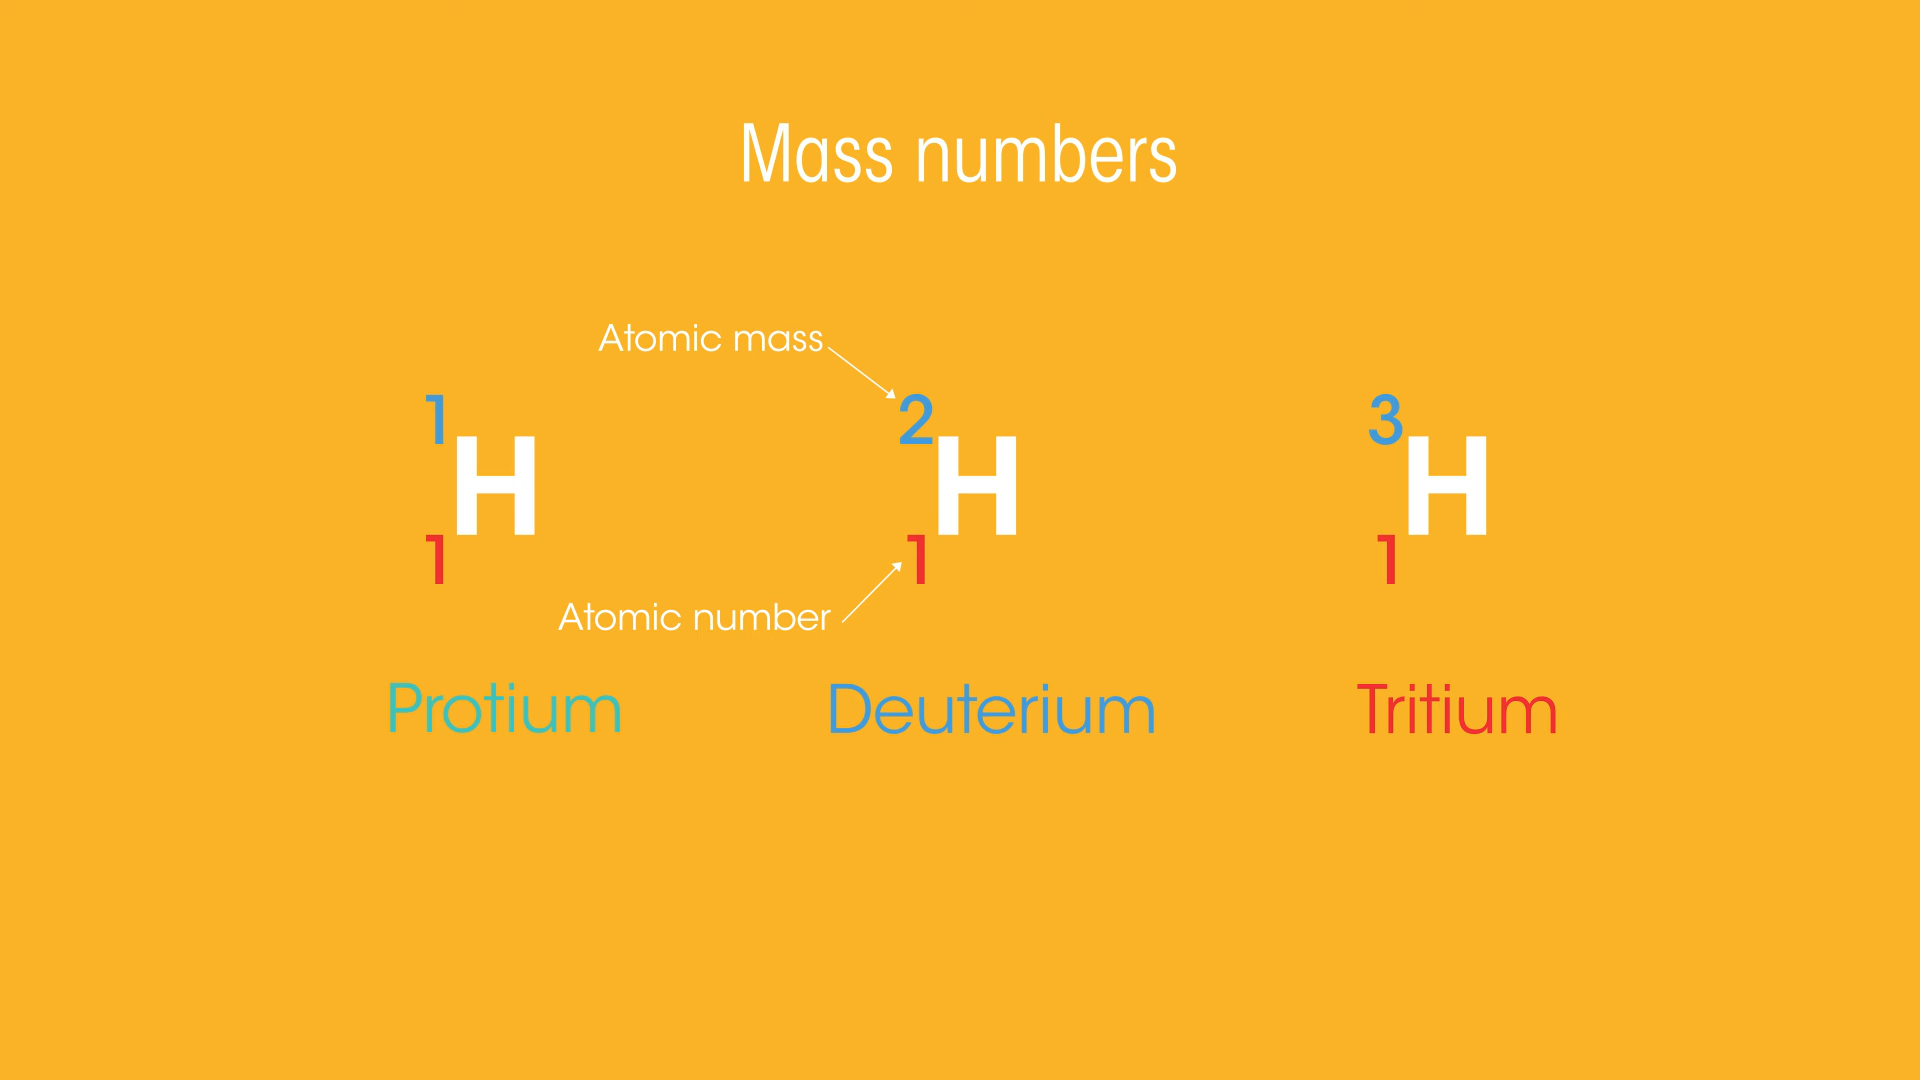 Mass numbers
Atomic mass
1
H
1
2
H
1
3
H
1
Atomic number
Protium
Deuterium
Tritium